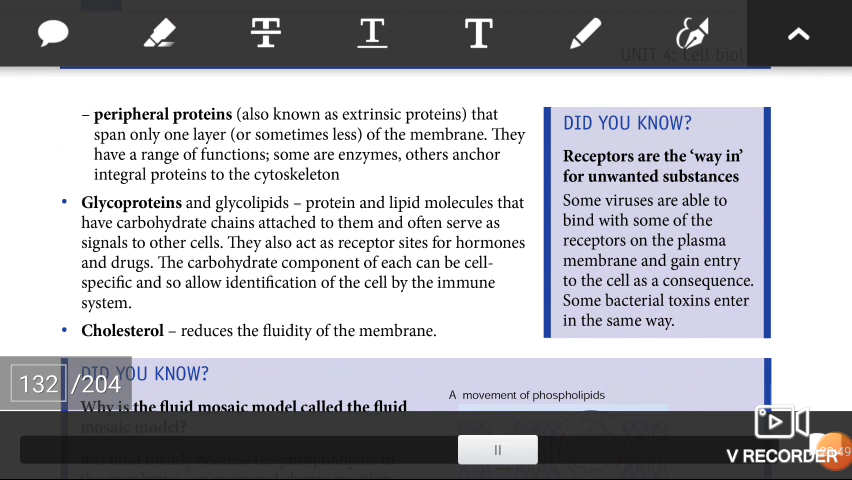 T T T
UNIT 4: Cell biol
– peripheral proteins (also known as extrinsic proteins) that
span only one layer (or sometimes less) of the membrane. They
have a range of functions; some are enzymes, others anchor
integral proteins to the cytoskeleton
• Glycoproteins and glycolipids – protein and lipid molecules that
have carbohydrate chains attached to them and often serve as
signals to other cells. They also act as receptor sites for hormones
and drugs. The carbohydrate component of each can be cell-
specific and so allow identification of the cell by the immune
system.
• Cholesterol – reduces the fluidity of the membrane.
DID YOU KNOW?
Receptors are the ‘way in’
for unwanted substances
Some viruses are able to
bind with some of the
receptors on the plasma
membrane and gain entry
to the cell as a consequence.
Some bacterial toxins enter
in the same way.
DID YOU KNOW?
132 /204
Why is the fluid mosaic model called the fluid
mosaic model?
A movement of phospholipids
It is fluid mainly because the phospholipids in
V RECORDER